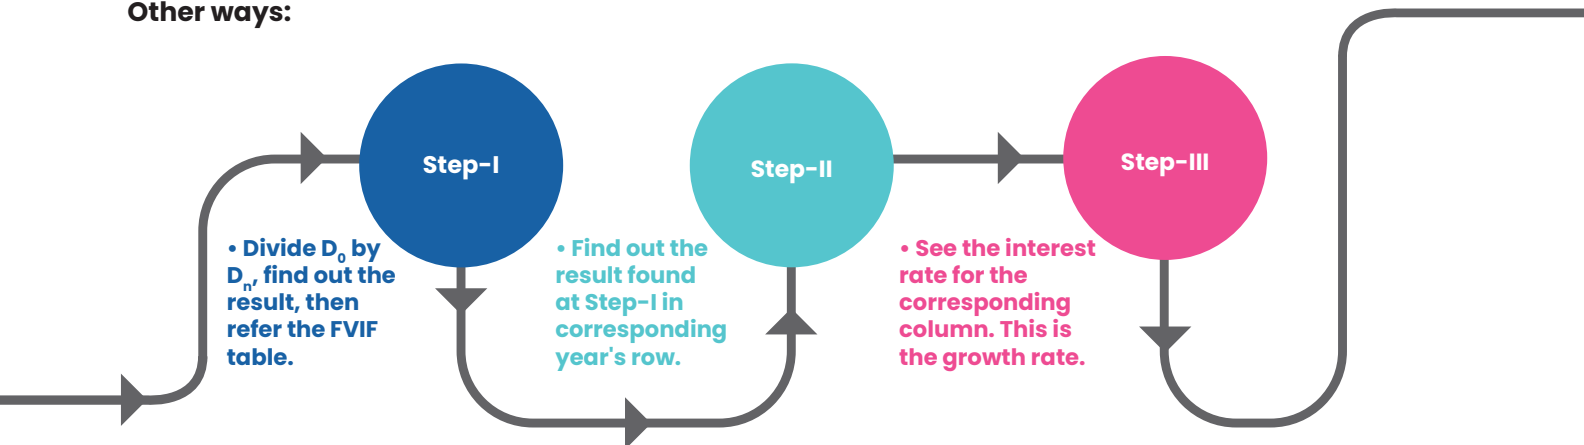 Other ways:
Step-I
• Divide D₀ by
Dₙ, find out the
result, then
refer the FVIF
table.
Step-II
• Find out the
result found
at Step-I in
corresponding
year's row.
Step-III
• See the interest
rate for the
corresponding
column. This is
the growth rate.